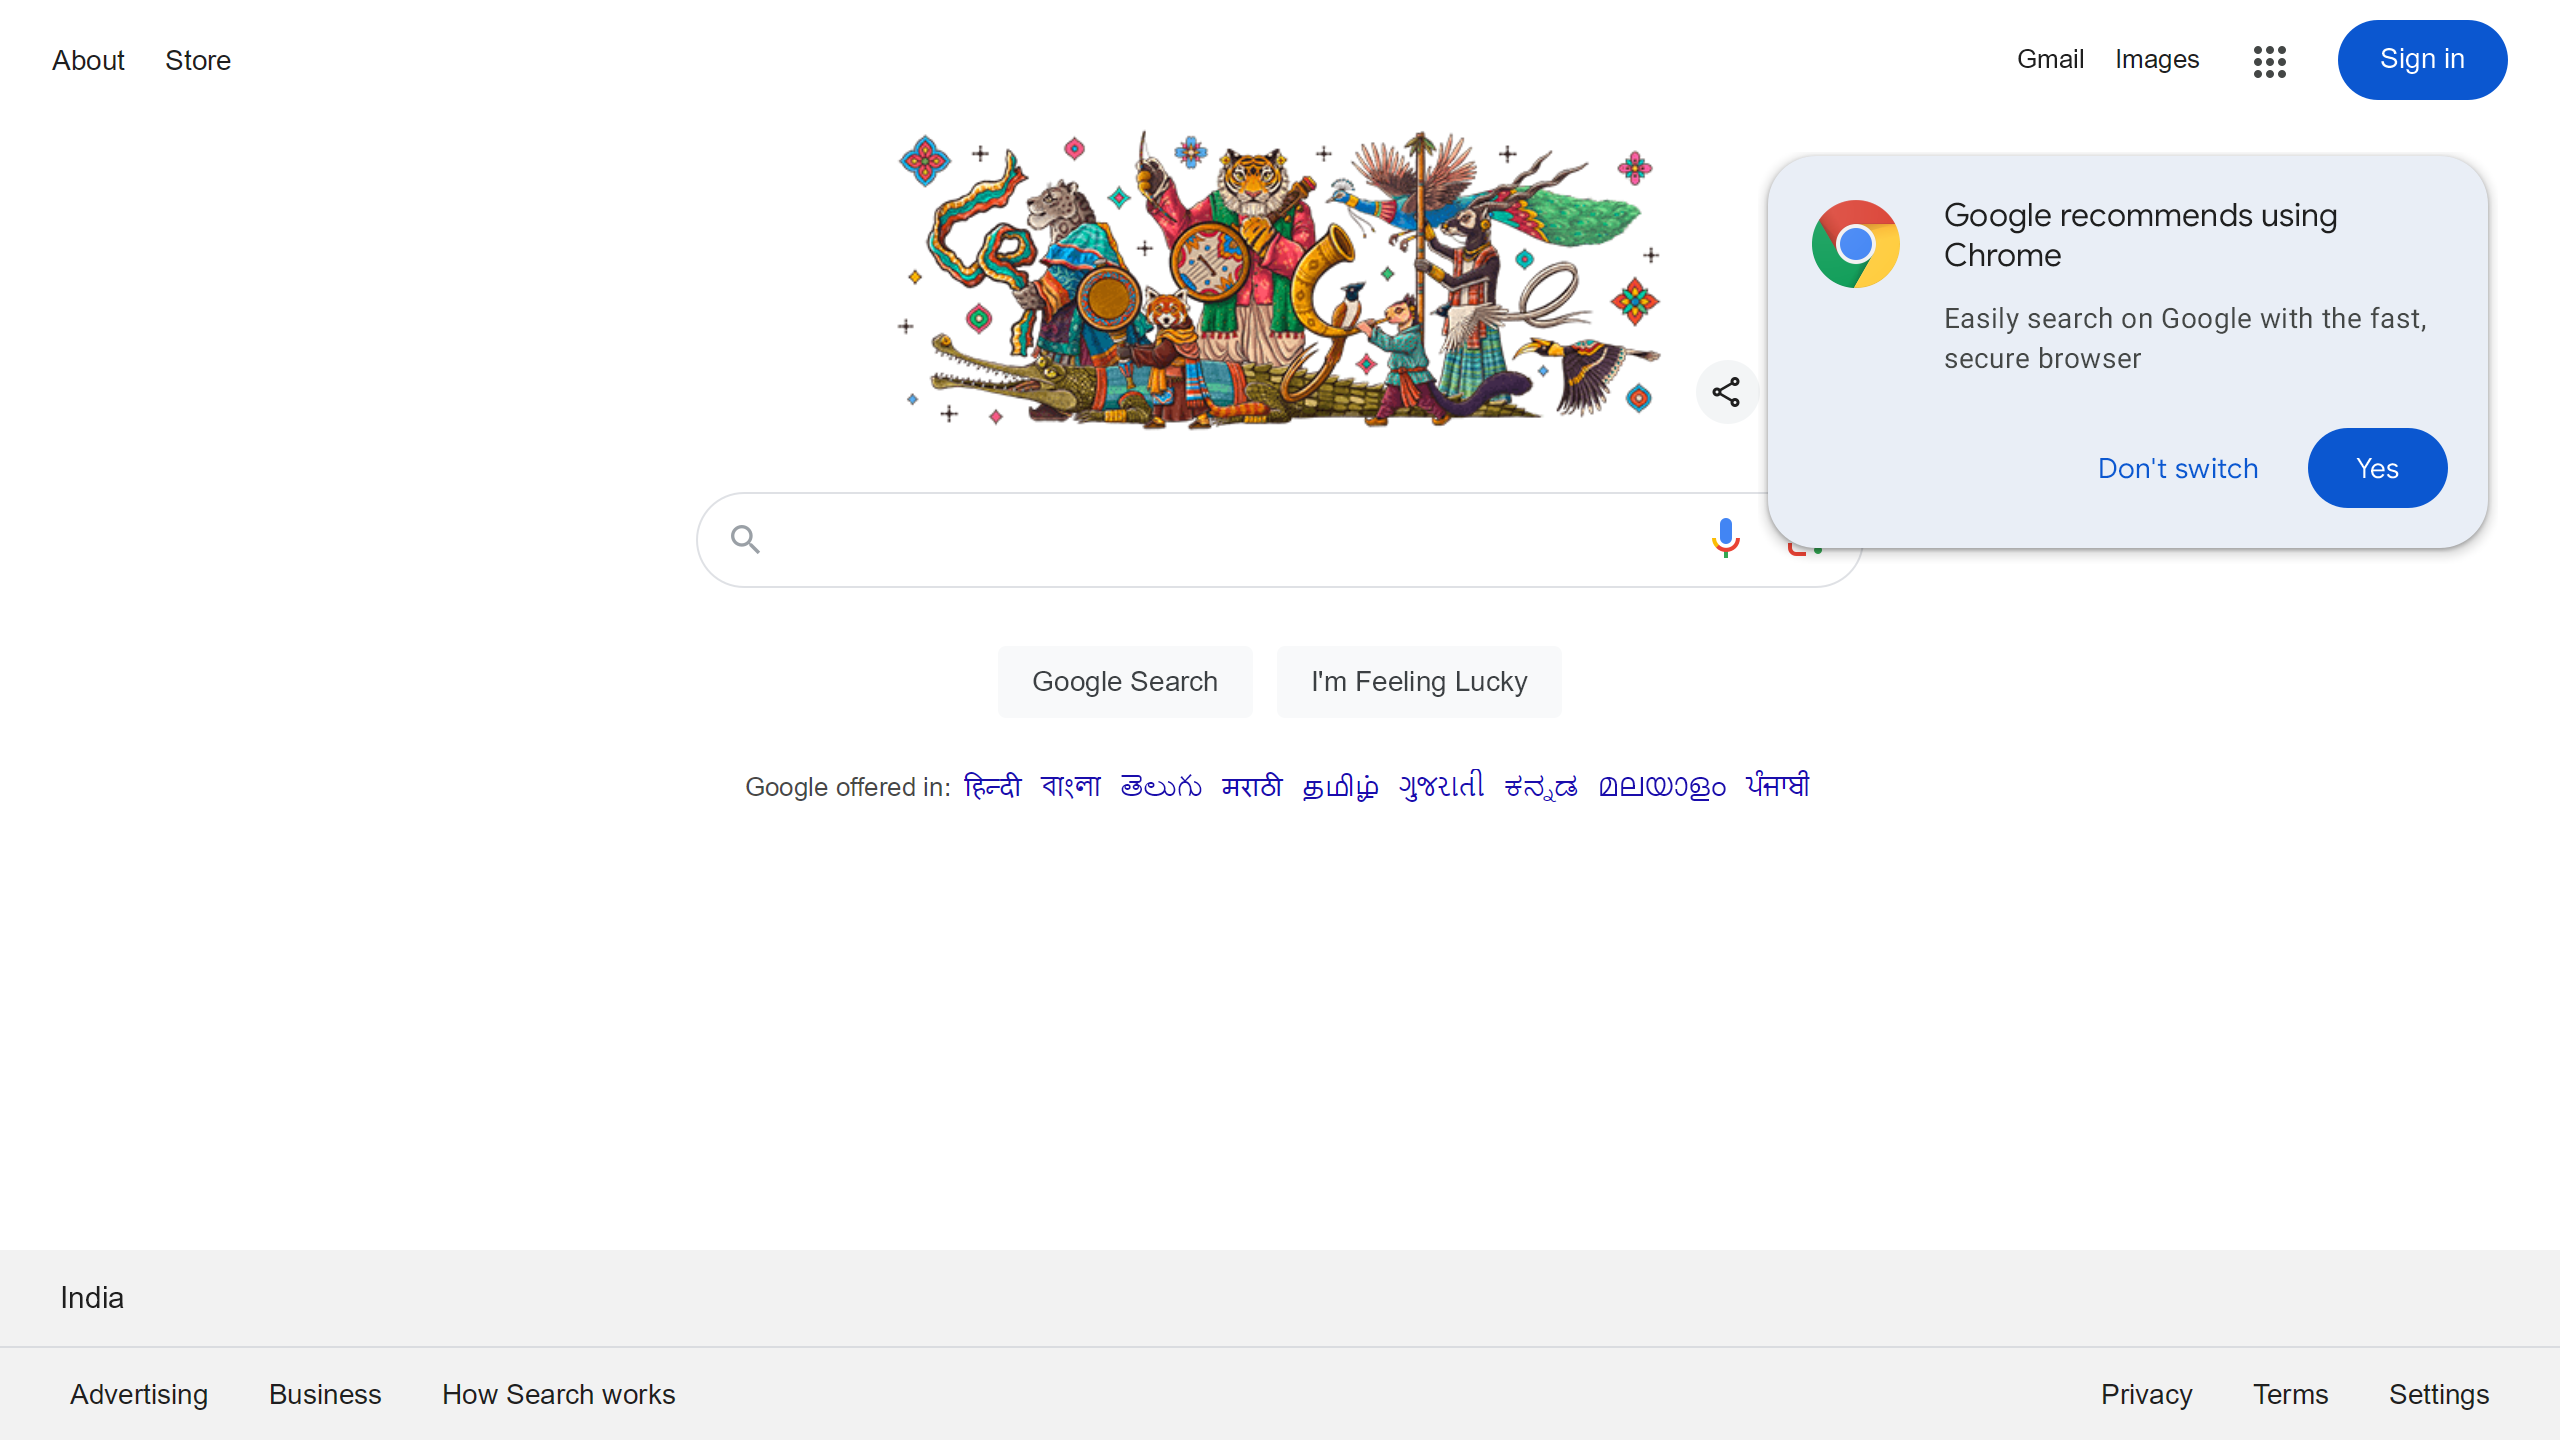 About Store
Gmail Images Sign in
Google recommends using
Chrome
Easily search on Google with the fast,
secure browser
Don't switch Yes
Google Search I'm Feeling Lucky
Google offered in: हिन्दी বাংলা తెలుగు मराठी தமிழ் ગુજરાતી ಕನ್ನಡ മലയാളം ਪੰਜਾਬੀ
India
Advertising Business How Search works
Privacy Terms Settings